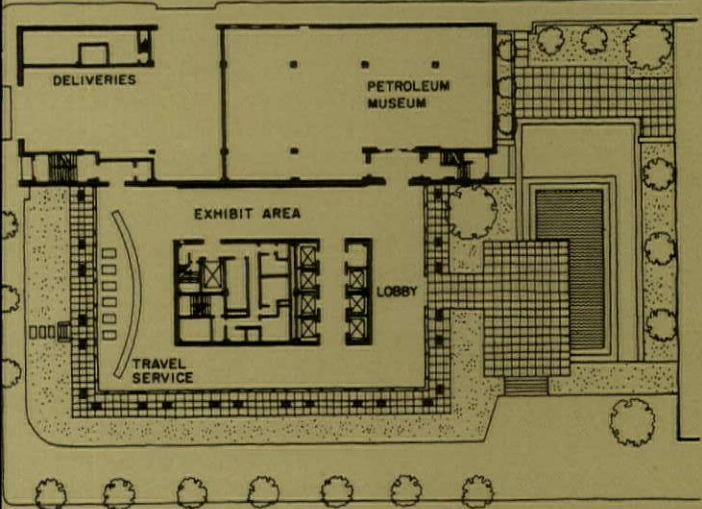 DELIVERIES
PETROLEUM
MUSEUM
EXHIBIT AREA
LOBBY
TRAVEL
SERVICE